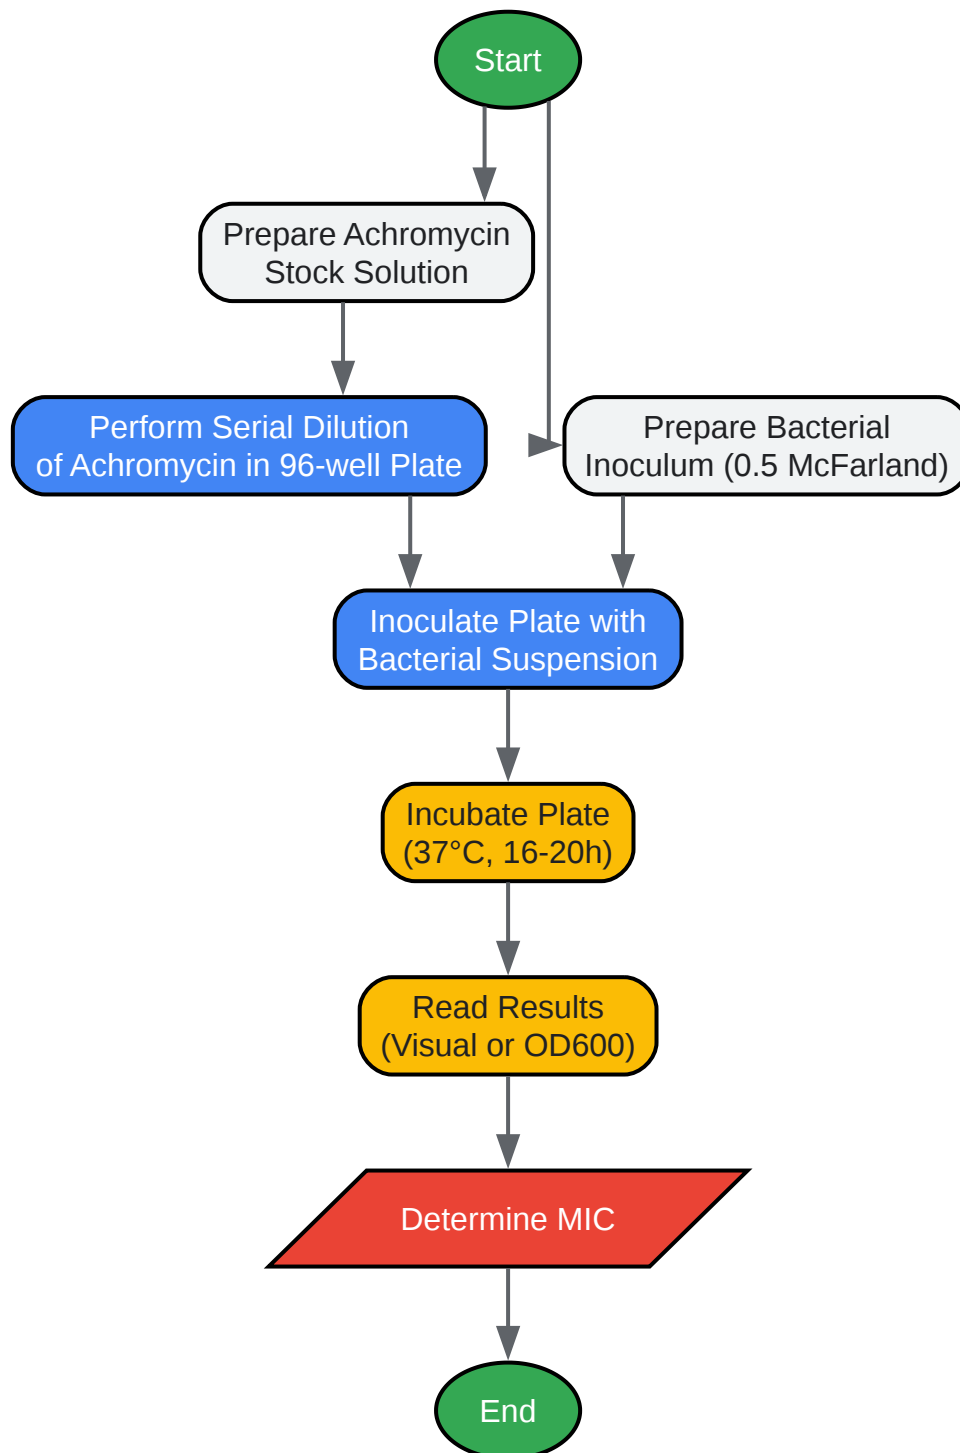 Start
Prepare Achromycin
Stock Solution
Perform Serial Dilution
of Achromycin in 96-well Plate
Prepare Bacterial
Inoculum (0.5 McFarland)
Inoculate Plate with
Bacterial Suspension
Incubate Plate
(37°C, 16-20h)
Read Results
(Visual or OD600)
Determine MIC
End